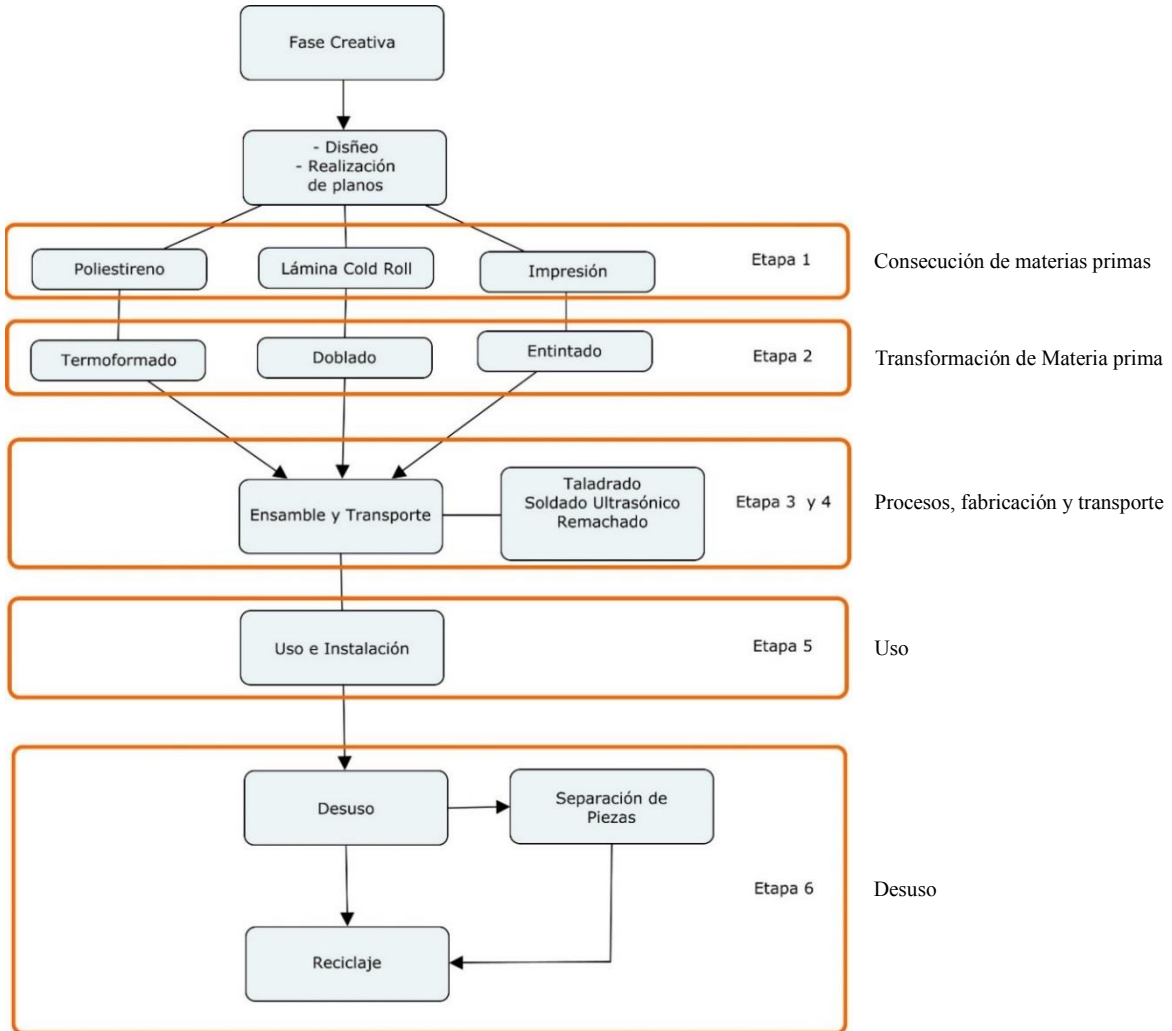 Fase Creativa
- Disñeo
- Realización
de planos
Poliestireno
Lámina Cold Roll
Impresión
Etapa 1
Consecución de materias primas
Termoformado
Doblado
Entintado
Etapa 2
Transformación de Materia prima
Ensamble y Transporte
Taladrado
Soldado Ultrasónico
Remachado
Etapa 3 y 4
Procesos, fabricación y transporte
Uso e Instalación
Etapa 5
Uso
Desuso
Separación de
Piezas
Etapa 6
Desuso
Reciclaje